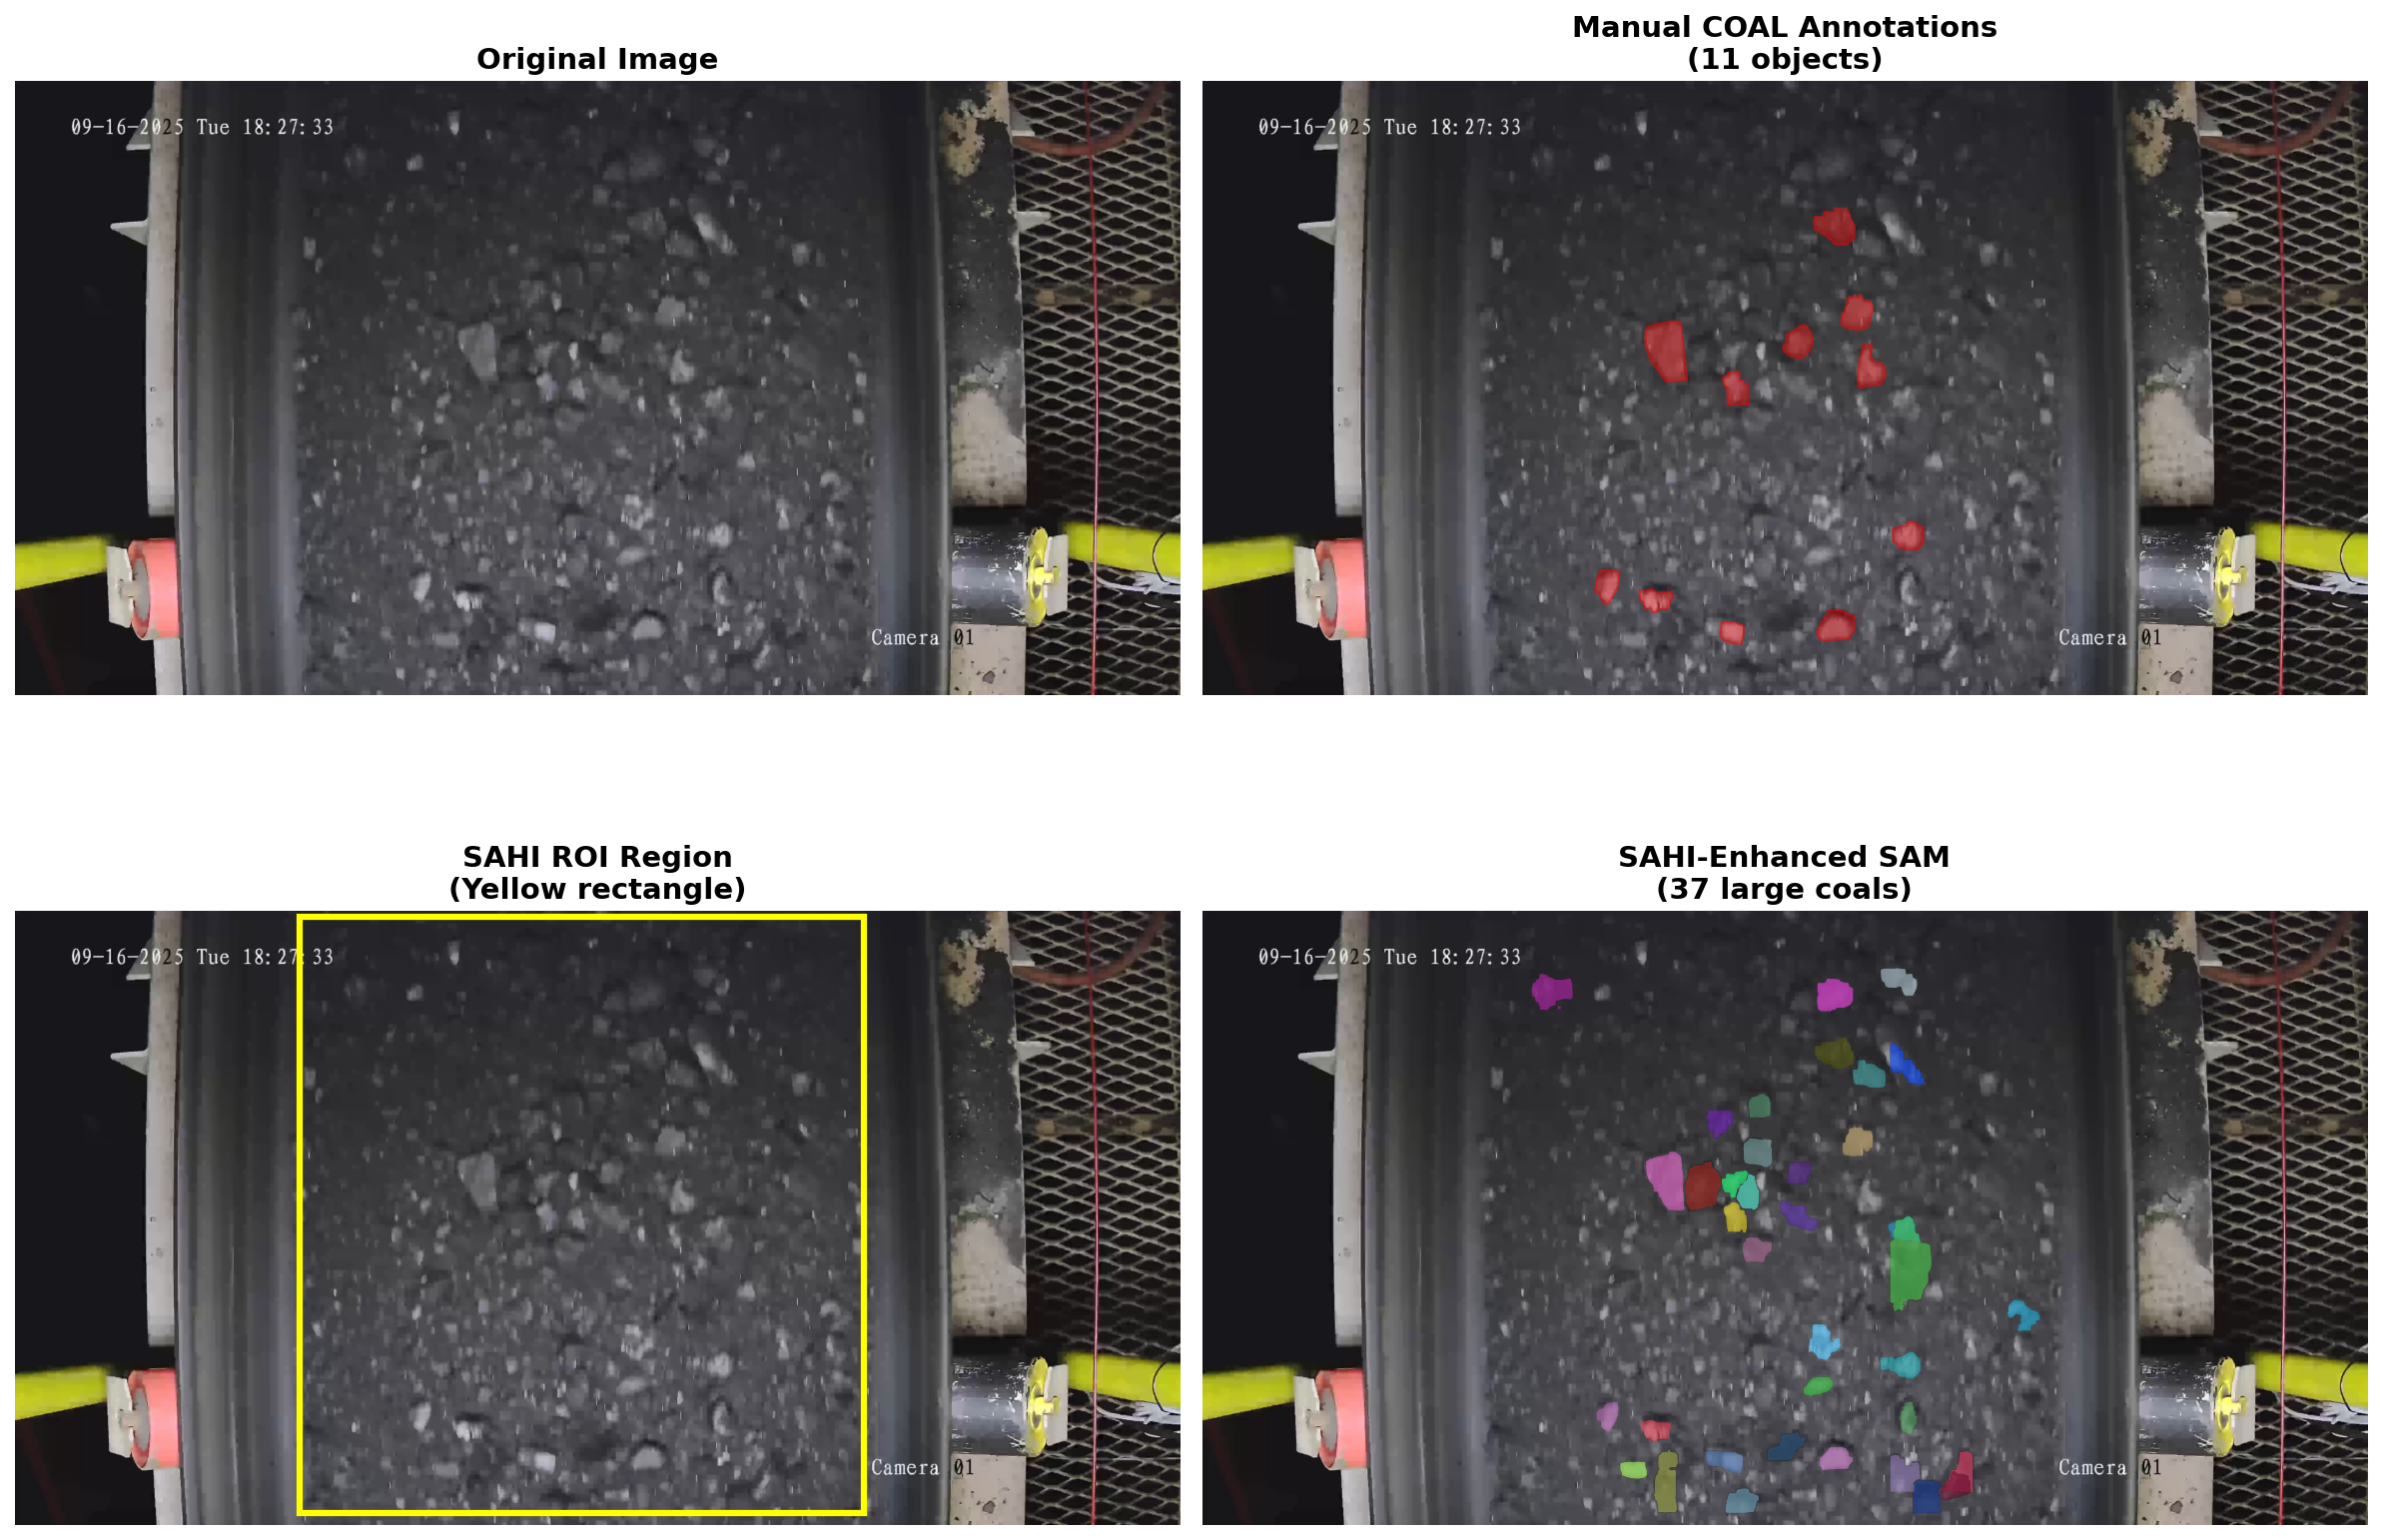 Original Image
09-16-2025 Tue 18:27:33
Camera 01
Manual COAL Annotations
(11 objects)
09-16-2025 Tue 18:27:33
Camera 01
SAHI ROI Region
(Yellow rectangle)
09-16-2025 Tue 18:27:33
Camera 01
SAHI-Enhanced SAM
(37 large coals)
09-16-2025 Tue 18:27:33
Camera 01